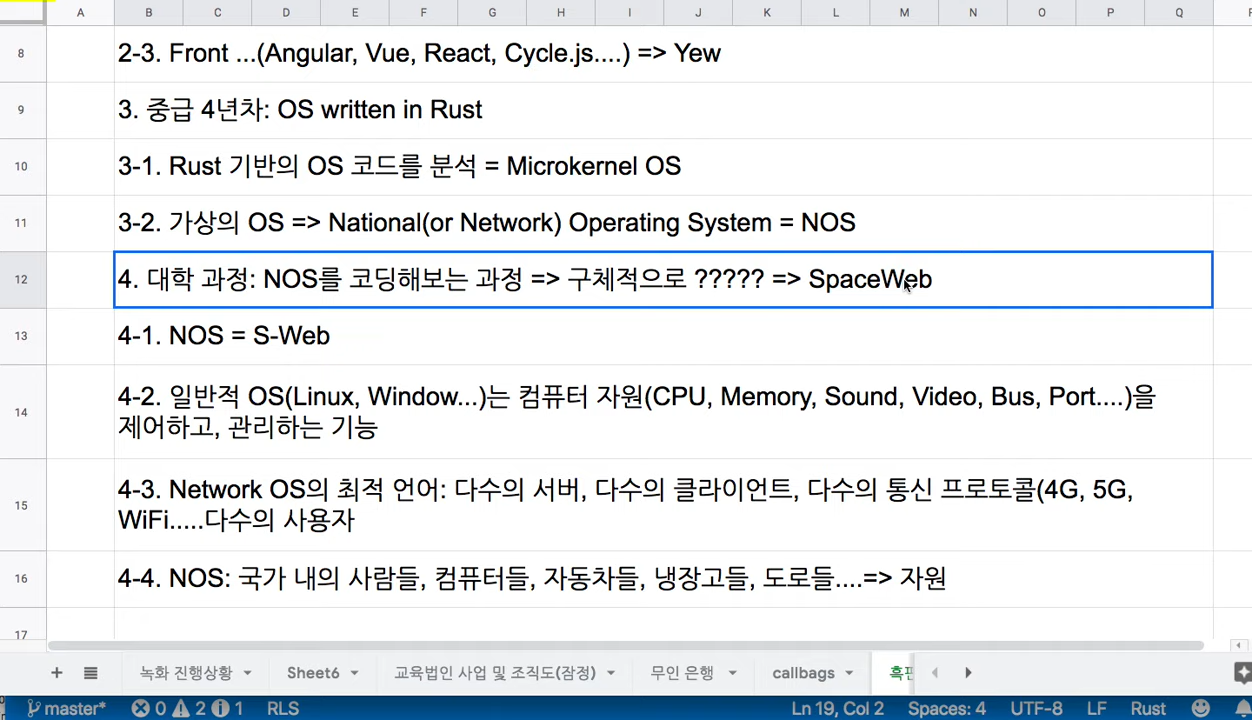 A B C D E F G H I J K L M N O P Q
8 2-3. Front ...(Angular, Vue, React, Cycle.js....) => Yew
9 3. 중급 4년차: OS written in Rust
10 3-1. Rust 기반의 OS 코드를 분석 = Microkernel OS
11 3-2. 가상의 OS => National(or Network) Operating System = NOS
12 4. 대학 과정: NOS를 코딩해보는 과정 => 구체적으로 ????? => SpaceWeb
13 4-1. NOS = S-Web
14 4-2. 일반적 OS(Linux, Window...)는 컴퓨터 자원(CPU, Memory, Sound, Video, Bus, Port....)을
제어하고, 관리하는 기능
15 4-3. Network OS의 최적 언어: 다수의 서버, 다수의 클라이언트, 다수의 통신 프로토콜(4G, 5G,
WiFi.....다수의 사용자
16 4-4. NOS: 국가 내의 사람들, 컴퓨터들, 자동차들, 냉장고들, 도로들....=> 자원
17
녹화 진행상황 Sheet6 교육법인 사업 및 조직도(잠정) 무인 은행 callbags
master* 0 2 1 RLS Ln 19, Col 2 Spaces: 4 UTF-8 LF Rust